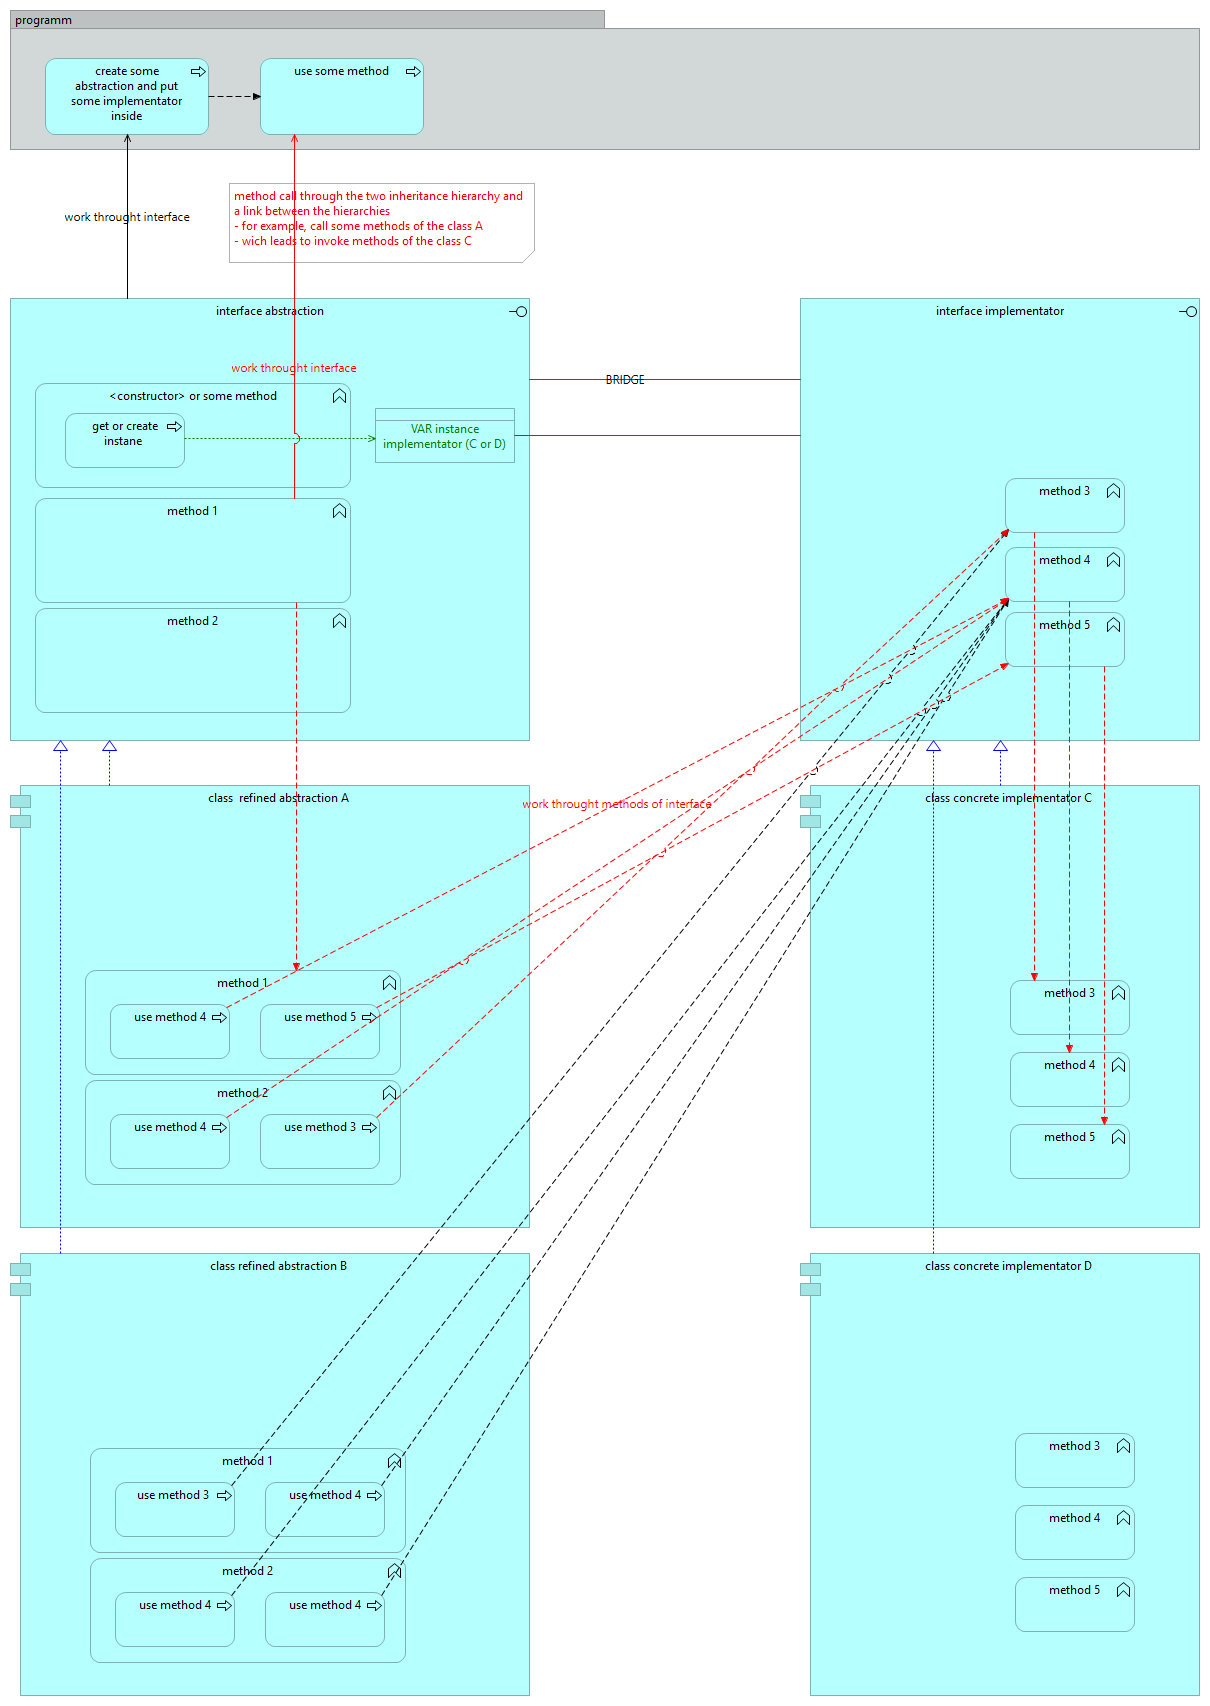 programm
create some
abstraction and put
some implementator
inside
use some method
work throught interface
method call through the two inheritance hierarchy and
a link between the hierarchies
- for example, call some methods of the class A
- wich leads to invoke methods of the class C
interface abstraction
work throught interface
<constructor> or some method
get or create
instane
VAR instance
implementator (C or D)
method 1
method 2
BRIDGE
interface implementator
method 3
method 4
method 5
class  refined abstraction A
method 1
use method 4
use method 5
method 2
use method 4
use method 3
work throught methods of interface
class concrete implementator C
method 3
method 4
method 5
class refined abstraction B
method 1
use method 3
use method 4
method 2
use method 4
use method 4
class concrete implementator D
method 3
method 4
method 5